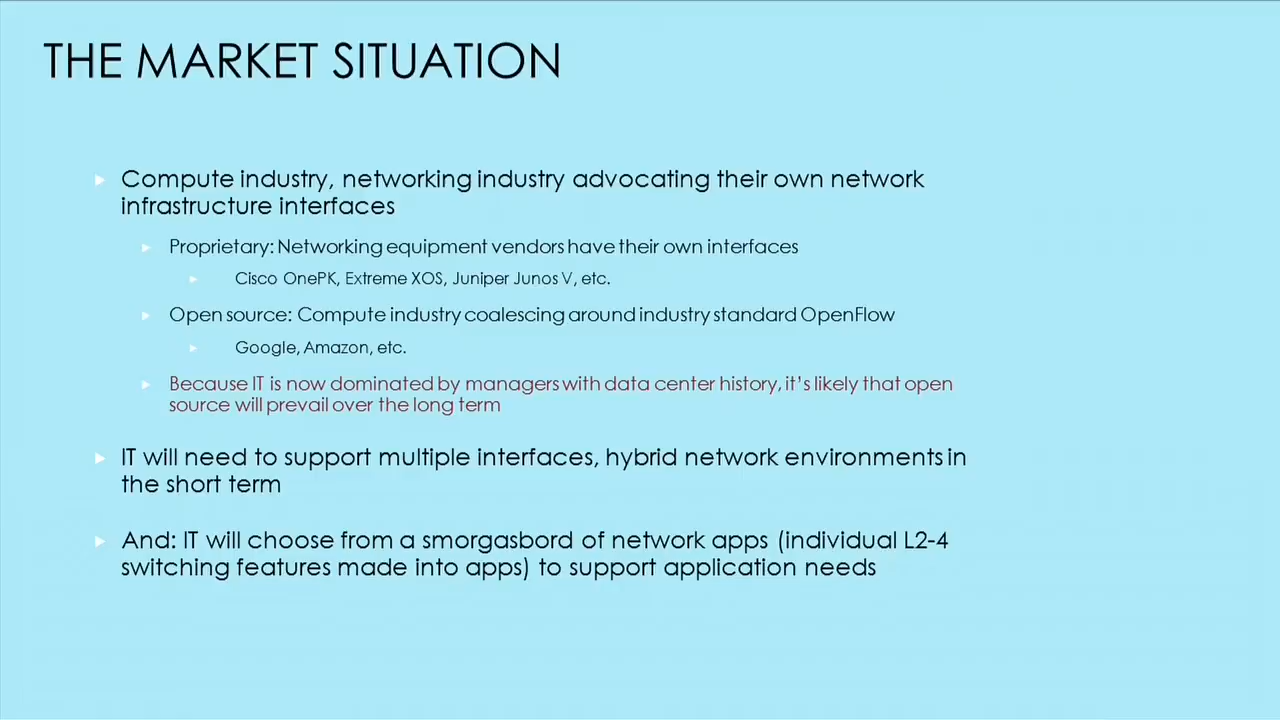 THE MARKET SITUATION
Compute industry, networking industry advocating their own network
infrastructure interfaces
Proprietary: Networking equipment vendors have their own interfaces
Cisco OnePK, Extreme XOS, Juniper Junos V, etc.
Open source: Compute industry coalescing around industry standard OpenFlow
Google, Amazon, etc.
Because IT is now dominated by managers with data center history, it's likely that open
source will prevail over the long term
IT will need to support multiple interfaces, hybrid network environments in
the short term
And: IT will choose from a smorgasbord of network apps (individual L2-4
switching features made into apps) to support application needs